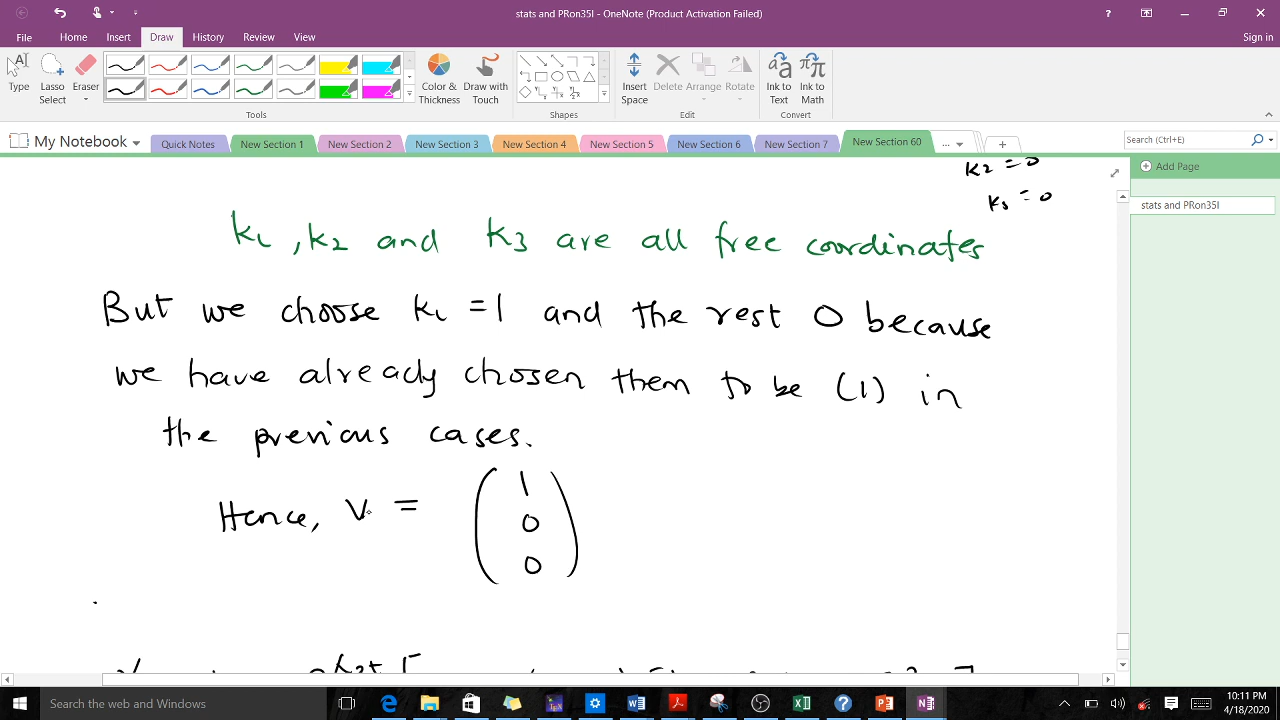 stats and PRon35I - OneNote (Product Activation Failed)
File Home Insert Draw History Review View Sign in
Type Lasso Select Eraser Color & Thickness Draw with Touch Insert Space Delete Arrange Rotate Ink to Text Ink to Math
Tools Shapes Edit Convert
My Notebook Quick Notes New Section 1 New Section 2 New Section 3 New Section 4 New Section 5 New Section 6 New Section 7 New Section 60 ... Search (Ctrl+E)
Add Page
stats and PRon35I
k2 = 0
k3 = 0
k1, k2 and k3 are all free coordinates
But we choose k1 = 1 and the rest 0 because
we have already chosen them to be (1) in
the previous cases.
Hence, V = (1
0
0)
Search the web and Windows
10:11 PM
4/18/2020